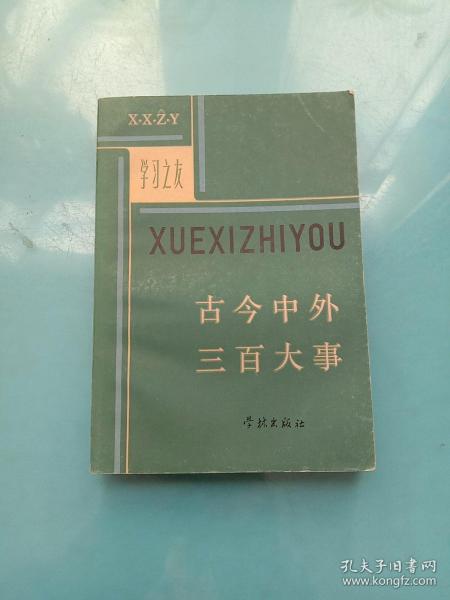 X·X·Ẑ·Y
学习之友
XUEXIZHIYOU
古今中外
三百大事
学林出版社
孔夫子旧书网
www.kongfz.com